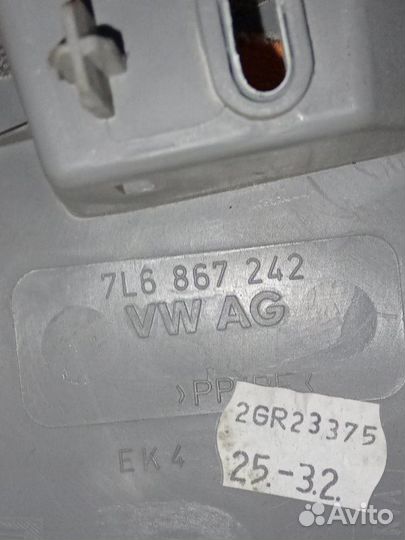 7L6 867 242
VW AG
2GR23375
EK4
25.-3.2.
Avito